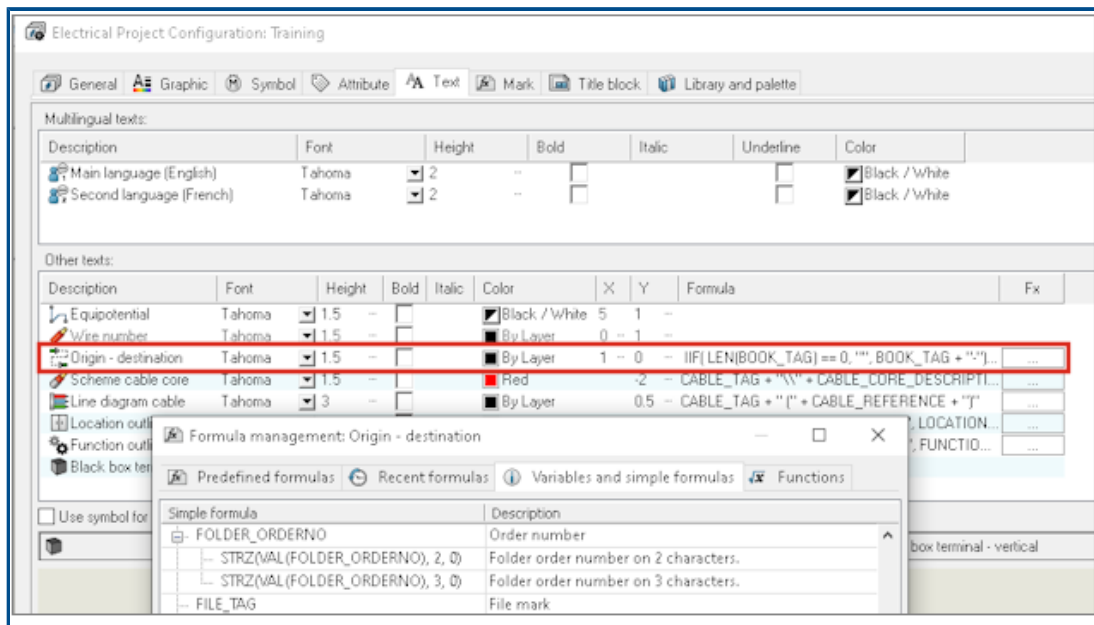 Electrical Project Configuration: Training
General Graphic Symbol Attribute Text Mark Title block Library and palette
Multilingual texts:
Description Font Height Bold Italic Underline Color
Main language (English) Tahoma 2 Black / White
Second language (French) Tahoma 2 Black / White
Other texts:
Description Font Height Bold Italic Color X Y Formula Fx
Equipotential Tahoma 1.5 Black / White 5 1
Wire number Tahoma 1.5 By Layer 0 1
Origin - destination Tahoma 1.5 By Layer 1 0 IIF( LEN(BOOK_TAG) == 0, "", BOOK_TAG + "-")... ...
Scheme cable core Tahoma 1.5 Red -2 CABLE_TAG + "\\" + CABLE_CORE_DESCRIPTI... ...
Line diagram cable Tahoma 3 By Layer 0.5 CABLE_TAG + " (" + CABLE_REFERENCE + ")" ...
Location outli , LOCATION... ...
Function outli , FUNCTIO... ...
Black box ter ...
Formula management: Origin - destination
Predefined formulas Recent formulas Variables and simple formulas Functions
Use symbol for
Simple formula Description
FOLDER_ORDERNO Order number
STRZ(VAL(FOLDER_ORDERNO), 2, 0) Folder order number on 2 characters.
STRZ(VAL(FOLDER_ORDERNO), 3, 0) Folder order number on 3 characters.
FILE_TAG File mark
box terminal - vertical